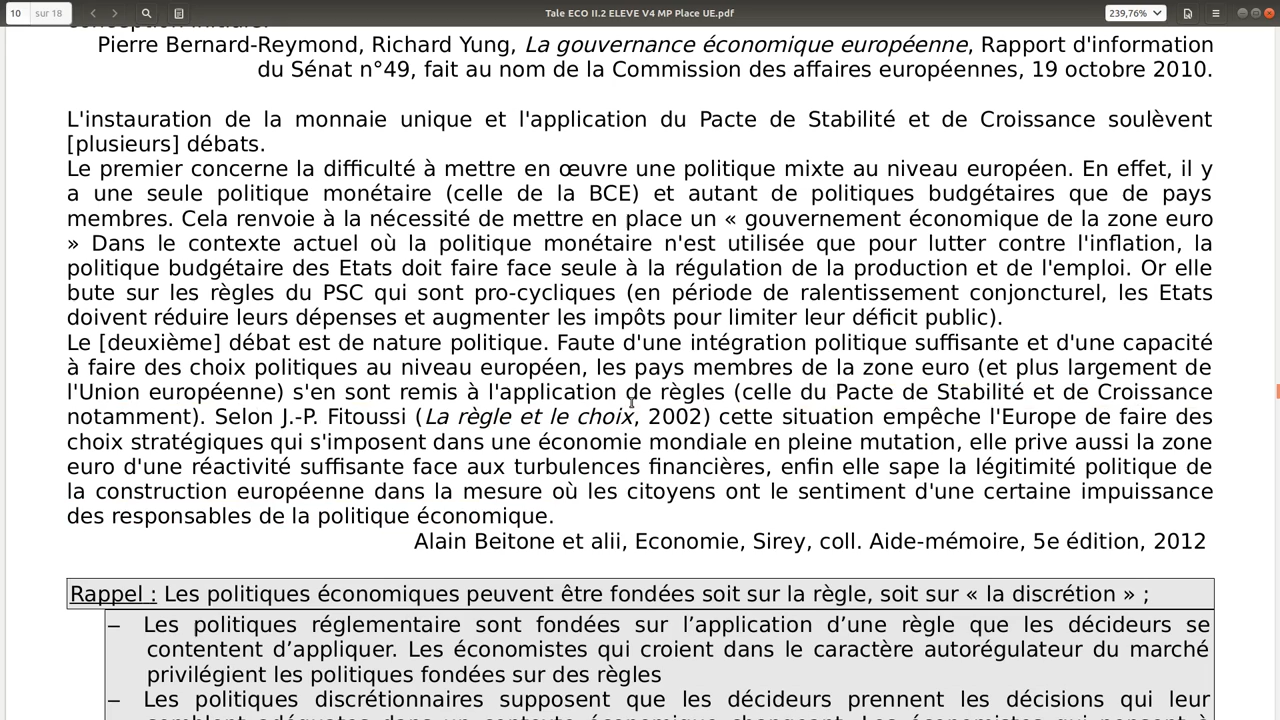 10 sur 18
Tale ECO II.2 ELEVE V4 MP Place UE.pdf
239,76%
conception initiale.
Pierre Bernard-Reymond, Richard Yung, La gouvernance économique européenne, Rapport d'information
du Sénat n°49, fait au nom de la Commission des affaires européennes, 19 octobre 2010.
L'instauration de la monnaie unique et l'application du Pacte de Stabilité et de Croissance soulèvent
[plusieurs] débats.
Le premier concerne la difficulté à mettre en œuvre une politique mixte au niveau européen. En effet, il y
a une seule politique monétaire (celle de la BCE) et autant de politiques budgétaires que de pays
membres. Cela renvoie à la nécessité de mettre en place un « gouvernement économique de la zone euro
» Dans le contexte actuel où la politique monétaire n'est utilisée que pour lutter contre l'inflation, la
politique budgétaire des Etats doit faire face seule à la régulation de la production et de l'emploi. Or elle
bute sur les règles du PSC qui sont pro-cycliques (en période de ralentissement conjoncturel, les Etats
doivent réduire leurs dépenses et augmenter les impôts pour limiter leur déficit public).
Le [deuxième] débat est de nature politique. Faute d'une intégration politique suffisante et d'une capacité
à faire des choix politiques au niveau européen, les pays membres de la zone euro (et plus largement de
l'Union européenne) s'en sont remis à l'application de règles (celle du Pacte de Stabilité et de Croissance
notamment). Selon J.-P. Fitoussi (La règle et le choix, 2002) cette situation empêche l'Europe de faire des
choix stratégiques qui s'imposent dans une économie mondiale en pleine mutation, elle prive aussi la zone
euro d'une réactivité suffisante face aux turbulences financières, enfin elle sape la légitimité politique de
la construction européenne dans la mesure où les citoyens ont le sentiment d'une certaine impuissance
des responsables de la politique économique.
Alain Beitone et alii, Economie, Sirey, coll. Aide-mémoire, 5e édition, 2012
Rappel : Les politiques économiques peuvent être fondées soit sur la règle, soit sur « la discrétion » ;
– Les politiques réglementaire sont fondées sur l’application d’une règle que les décideurs se
contentent d’appliquer. Les économistes qui croient dans le caractère autorégulateur du marché
privilégient les politiques fondées sur des règles
– Les politiques discrétionnaires supposent que les décideurs prennent les décisions qui leur
semblent adéquates dans un contexte économique changeant. Les économistes qui pensent